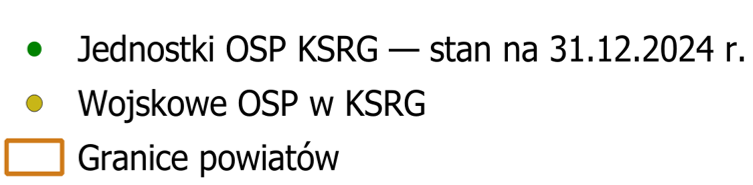 Jednostki OSP KSRG — stan na 31.12.2024 r.
Wojskowe OSP w KSRG
Granice powiatów